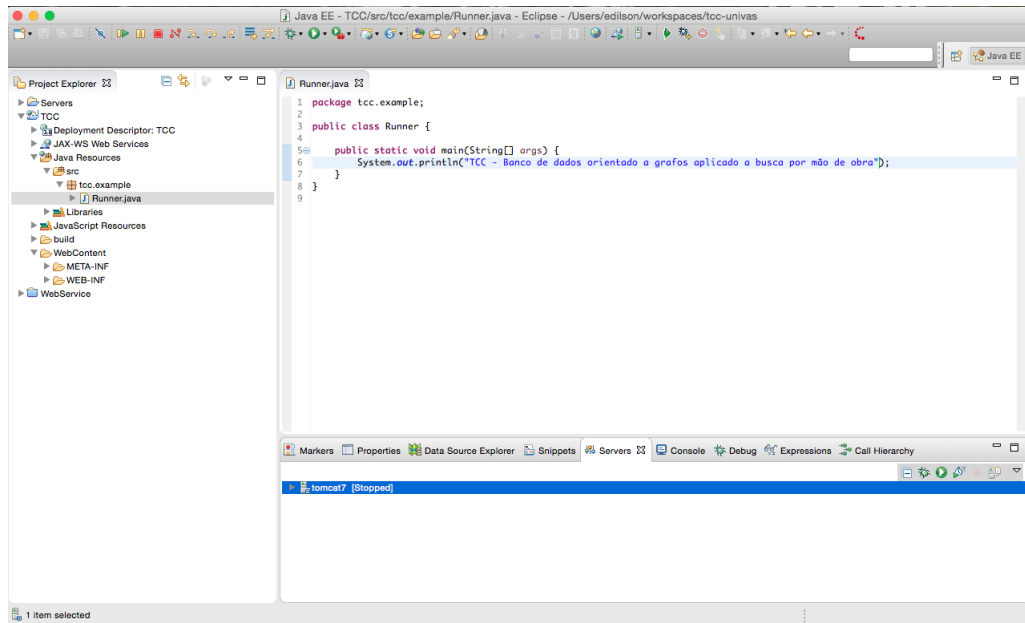 Java EE - TCC/src/tcc/example/Runner.java - Eclipse - /Users/edilson/workspaces/tcc-univas
Java EE
Project Explorer
Servers
TCC
Deployment Descriptor: TCC
JAX-WS Web Services
Java Resources
src
tcc.example
Runner.java
Libraries
JavaScript Resources
build
WebContent
META-INF
WEB-INF
WebService
Runner.java
1 package tcc.example;
2
3 public class Runner {
4
5 public static void main(String[] args) {
6 System.out.println("TCC - Banco de dados orientado a grafos aplicado a busca por mão de obra");
7 }
8 }
9
Markers Properties Data Source Explorer Snippets Servers Console Debug Expressions Call Hierarchy
tomcat7 [Stopped]
1 item selected